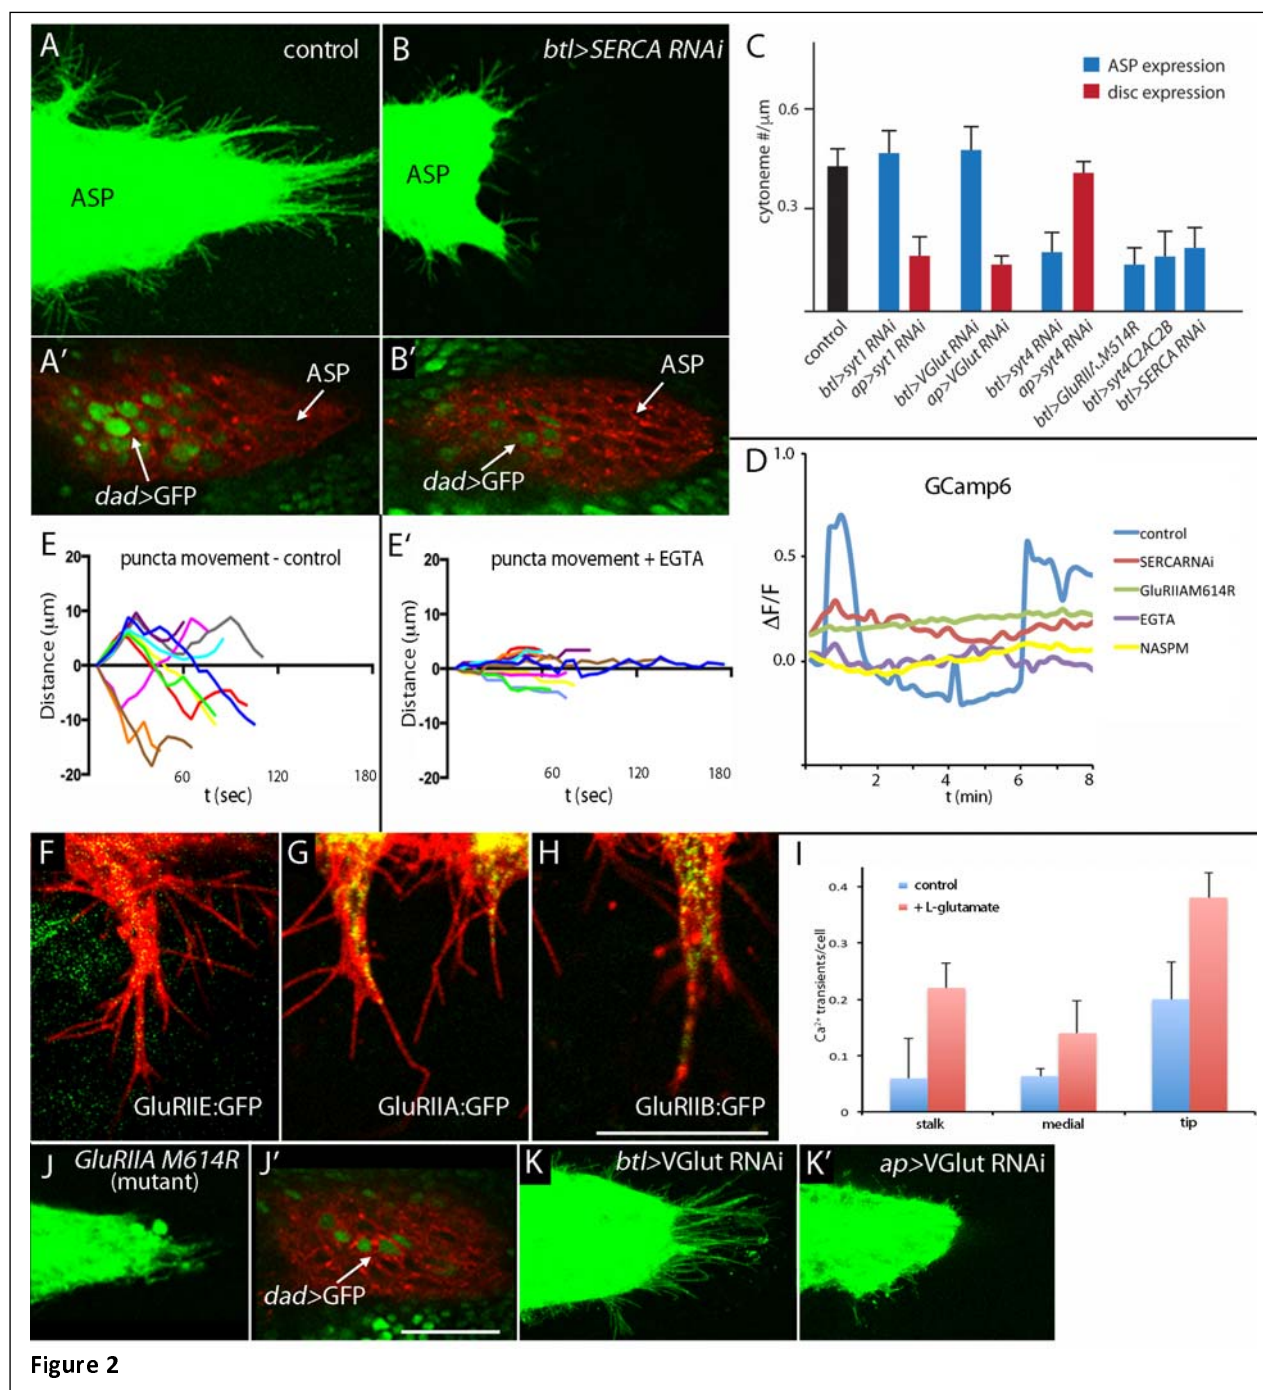 A
control
ASP
B
btl>SERCA RNAi
ASP
C
cytoneme #/μm
0.6
0.3
ASP expression
disc expression
control
btl>syt1 RNAi
ap>syt1 RNAi
btl>VGlut RNAi
ap>VGlut RNAi
btl>syt4 RNAi
ap>syt4 RNAi
btl>GluRIIA.M514R
btl>syt4C2AC2B
btl>SERCA RNAi
A'
ASP
dad>GFP
B'
ASP
dad>GFP
D
GCamp6
ΔF/F
1.0
0.5
0.0
2
4
6
8
t (min)
control
SERCARNAi
GluRIIAM614R
EGTA
NASPM
E
puncta movement - control
Distance (μm)
20
10
0
-10
-20
60
120
180
t (sec)
E'
puncta movement + EGTA
Distance (μm)
20
10
0
-10
-20
60
120
180
t (sec)
F
GluRIIE:GFP
G
GluRIIA:GFP
H
GluRIIB:GFP
I
control
+ L-glutamate
Ca²⁺ transients/cell
0.4
0.3
0.2
0.1
0
stalk
medial
tip
J
GluRIIA M614R
(mutant)
J'
dad>GFP
K
btl>VGlut RNAi
K'
ap>VGlut RNAi
Figure 2